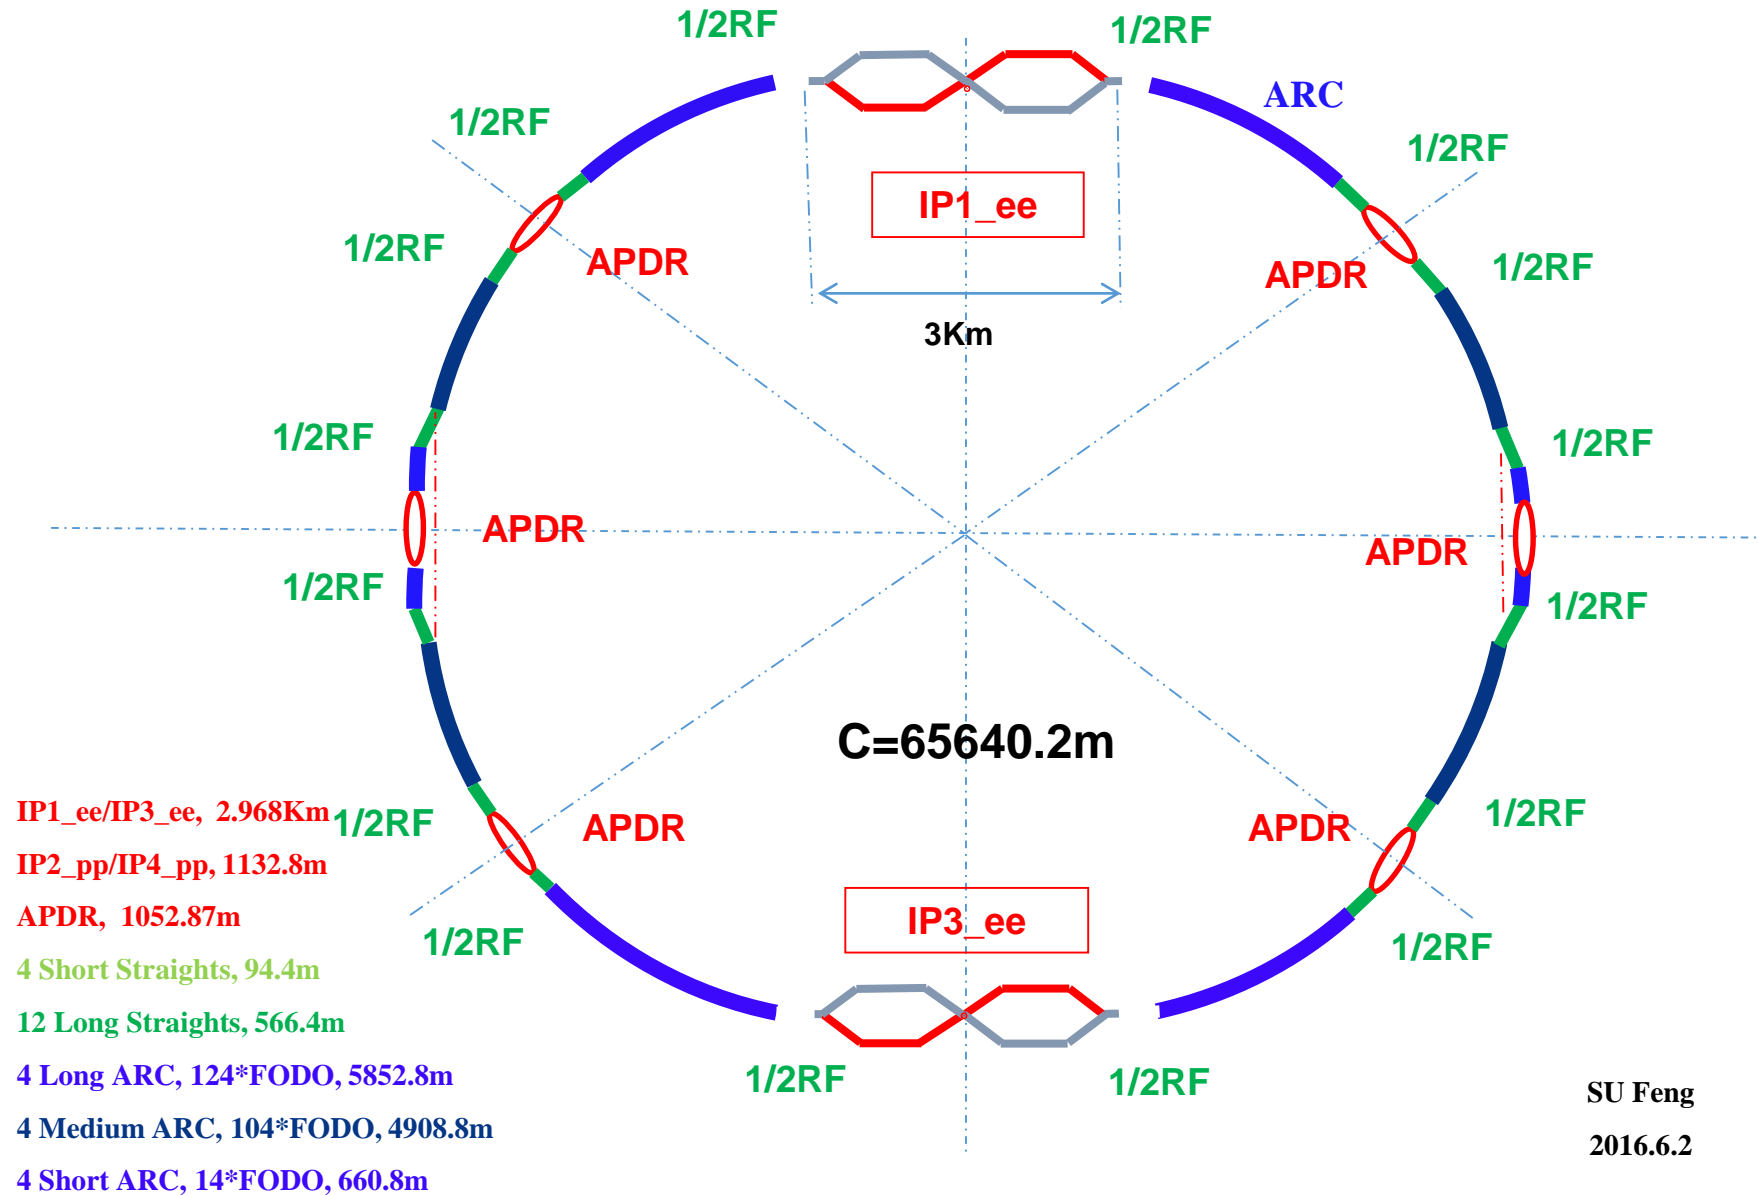 1/2RF
1/2RF
ARC
1/2RF
1/2RF
IP1_ee
1/2RF
APDR
APDR
1/2RF
3Km
1/2RF
1/2RF
APDR
APDR
1/2RF
1/2RF
C=65640.2m
IP1_ee/IP3_ee, 2.968Km
1/2RF
APDR
APDR
1/2RF
IP2_pp/IP4_pp, 1132.8m
APDR, 1052.87m
IP3_ee
1/2RF
1/2RF
4 Short Straights, 94.4m
12 Long Straights, 566.4m
1/2RF
1/2RF
4 Long ARC, 124*FODO, 5852.8m
4 Medium ARC, 104*FODO, 4908.8m
4 Short ARC, 14*FODO, 660.8m
SU Feng
2016.6.2